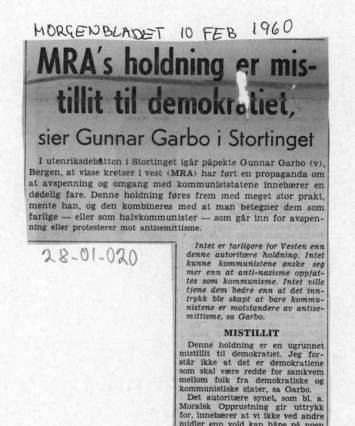 MORGENBLADET 10 FEB 1960
MRA's holdning er mis-
tillit til demokratiet,
sier Gunnar Garbo i Stortinget
I utenriksdebatten i Stortinget igår påpekte Gunnar Garbo (v),
Bergen, at visse kretser i vest (MRA) har ført en propaganda om
at avspenning og omgang med kommuniststatene innebærer en
dødelig fare. Denne holdning føres frem med meget stor prakt,
mente han, og den kombineres med at man betegner dem som
farlige — eller som halvkommunister — som går inn for avspen-
ning eller protesterer mot antisemittisme.
28-01-020
Intet er farligere for Vesten enn
denne autoritære holdning. Intet
kunne kommunistene ønske seg
mer enn at anti-nazisme oppfat-
tes som kommunisme. Intet ville
tjene dem bedre enn at det inn-
trykk ble skapt at bare kommu-
nistene er motstandere av antise-
mittisme, sa Garbo.
MISTILLIT
Denne holdning er en ugrunnet
mistillit til demokratiet. Jeg for-
står ikke at det er demokratiene
som skal være redde for samkvem
mellom folk fra demokratiske og
kommunistiske stater, sa Garbo.
Det autoritære synet, som bl. a.
Moralsk Opprustning gir uttrykk
for, innebærer at vi ikke ved andre
midler enn vold kan håpe på noen